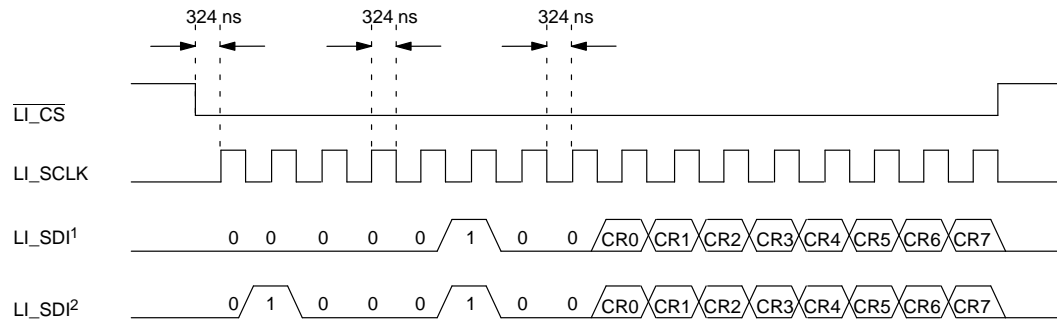 324 ns 324 ns 324 ns
LI_CS
LI_SCLK
LI_SDI1 0 0 0 0 0 1 0 0 CR0 CR1 CR2 CR3 CR4 CR5 CR6 CR7
LI_SDI2 0 1 0 0 0 1 0 0 CR0 CR1 CR2 CR3 CR4 CR5 CR6 CR7